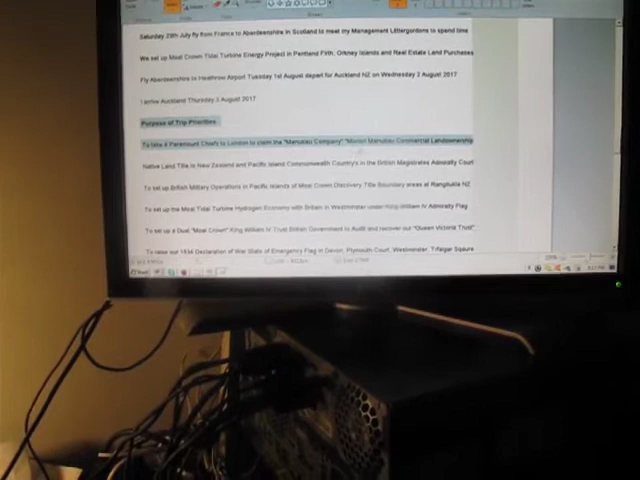 Saturday 29th July fly from France to Aberdeenshire in Scotland to meet my Management to spend time
We set up Moai Crown Tidal Turbine Energy Project in Pentland Firth, Orkney Islands and Real Estate Land Purchases
Fly Aberdeenshire to Heathrow Airport Tuesday 1st August depart for Auckland NZ on Wednesday 2 August 2017
I arrive Auckland Thursday 3 August 2017
Purpose of Trip-Priorities
To take 4 Paramount Chiefs to London to claim the "Manukau Company" "Maori Manukau Commercial Landownership
Native Land Title in New Zealand and Pacific Island Commonwealth Country's in the British Magistrates Admiralty Court
To set up British Military Operations in Pacific Islands of Moai Crown Discovery Title Boundary areas at Rangitukia NZ
To set up the Moai Tidal Turbine Hydrogen Economy with Britain in Westminster under King William IV Admiralty Flag
To set up a Dual "Moai Crown" King William IV Trust British Government to Audit and recover our "Queen Victoria Trust"
To raise our 1834 Declaration of War State of Emergency Flag in Devon, Plymouth Court, Westminster, Trafalgar Square